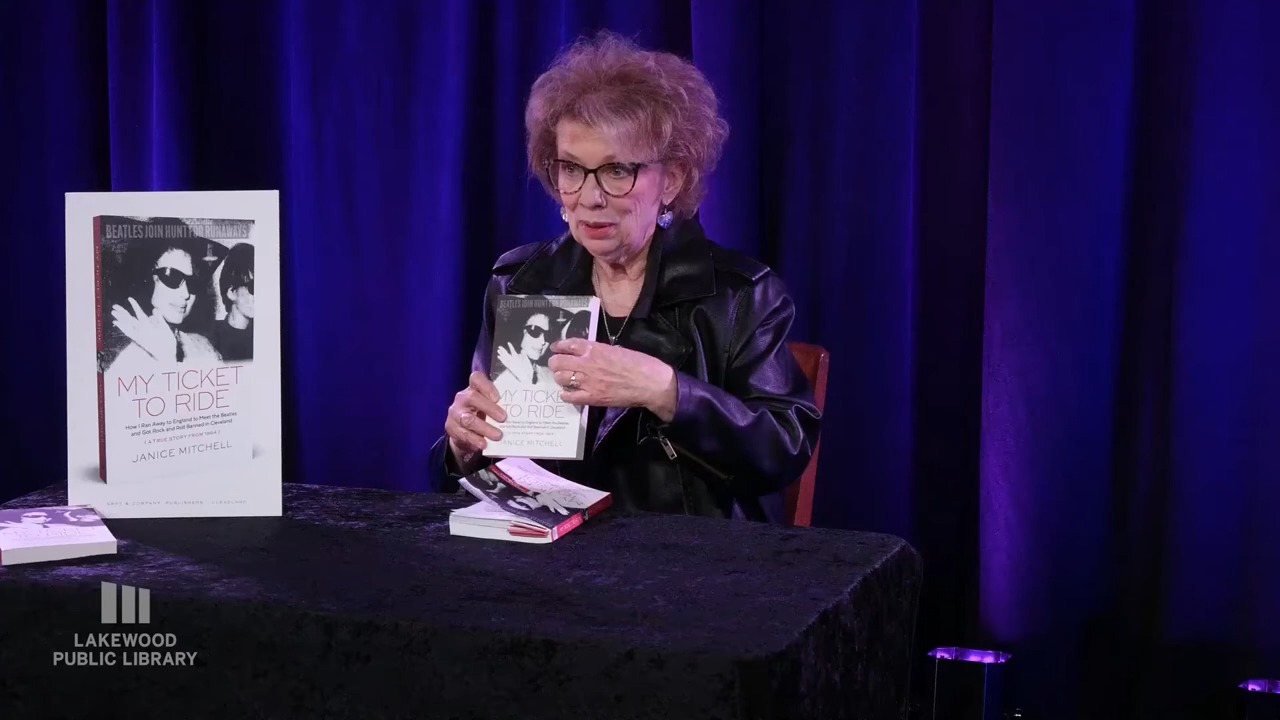 BEATLES JOIN HUNT FOR RUNAWAYS
MY TICKET
TO RIDE
How I Ran Away to England to Meet the Beatles
and Got Rock and Roll Banned in Cleveland
( A TRUE STORY FROM 1964 )
JANICE MITCHELL
GRAY & COMPANY, PUBLISHERS CLEVELAND
BEATLES JOIN HUNT FOR RUNAWAYS
MY TICKET
TO RIDE
JANICE MITCHELL
LAKEWOOD
PUBLIC LIBRARY